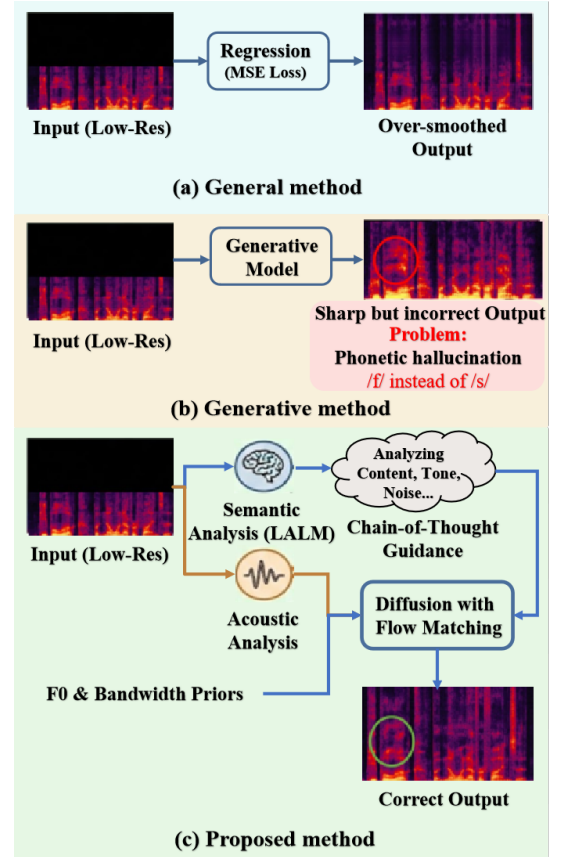 Regression
(MSE Loss)
Input (Low-Res)
Over-smoothed
Output
(a) General method
Generative
Model
Input (Low-Res)
Sharp but incorrect Output
Problem:
Phonetic hallucination
/f/ instead of /s/
(b) Generative method
Analyzing
Content, Tone,
Noise...
Input (Low-Res)
Semantic
Analysis (LALM)
Chain-of-Thought
Guidance
Acoustic
Analysis
Diffusion with
Flow Matching
F0 & Bandwidth Priors
Correct Output
(c) Proposed method